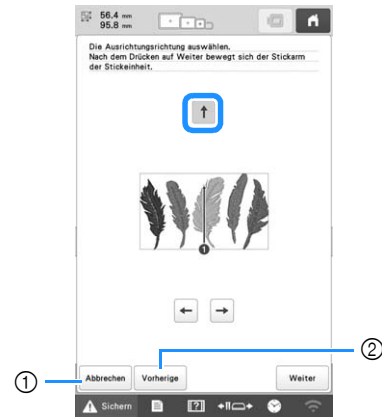 56.4 mm
95.8 mm
Die Ausrichtungsrichtung auswählen.
Nach dem Drücken auf Weiter bewegt sich der Stickarm
der Stickeinheit.
↑
1
← →
②
①
Abbrechen Vorherige Weiter
Sichern